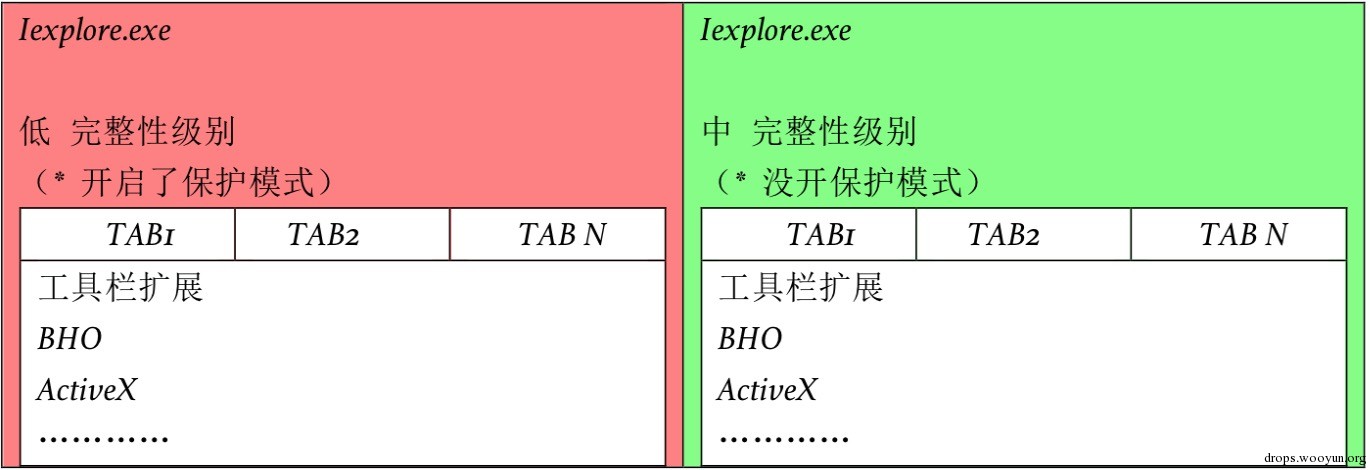 Iexplore.exe
低 完整性级别
（* 开启了保护模式）
TAB1 TAB2 TAB N
工具栏扩展
BHO
ActiveX
…………
Iexplore.exe
中 完整性级别
（* 没开保护模式）
TAB1 TAB2 TAB N
工具栏扩展
BHO
ActiveX
…………
drops.wooyun.org